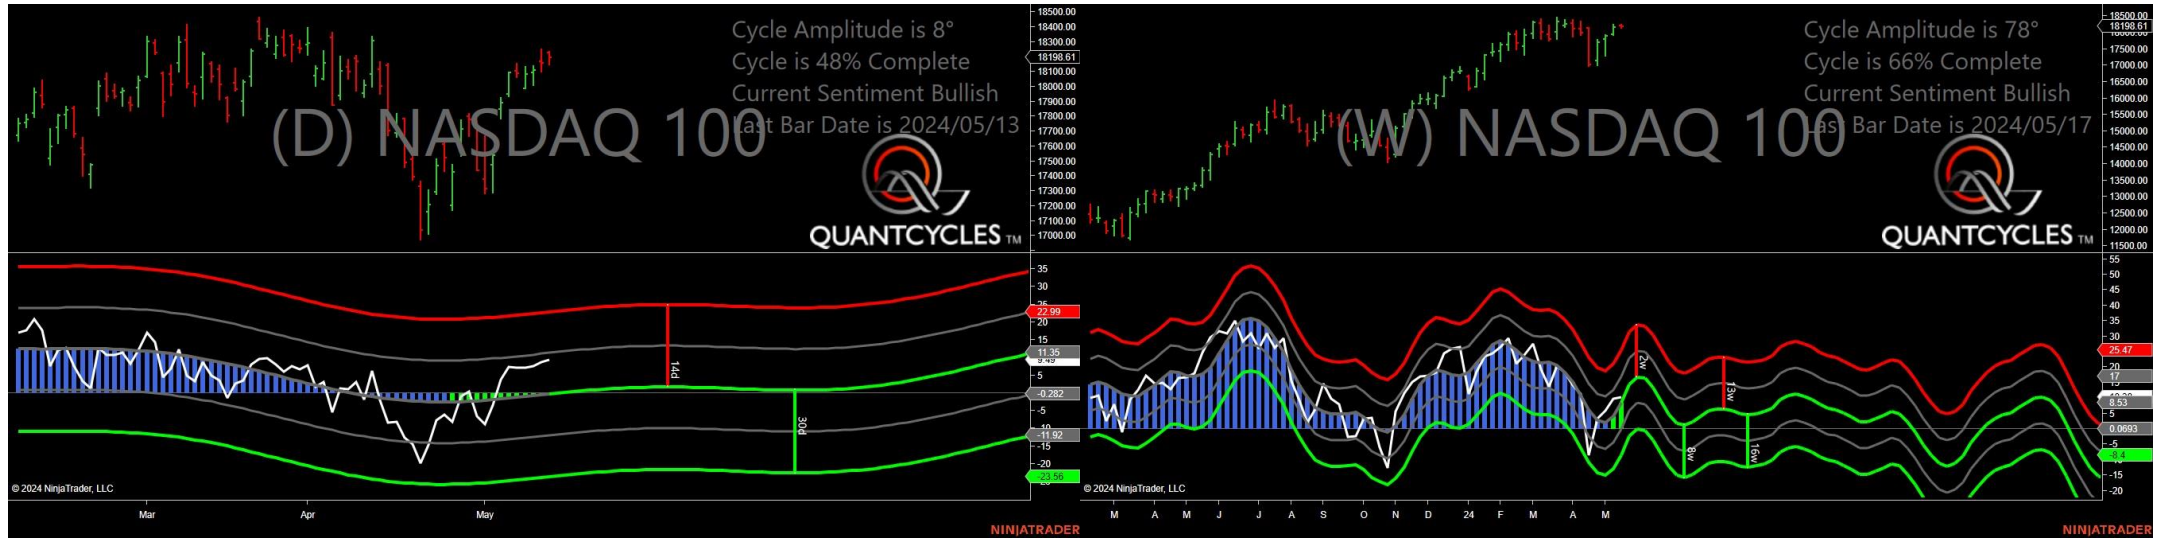 Cycle Amplitude is 8°
Cycle is 48% Complete
Current Sentiment Bullish
Last Bar Date is 2024/05/13
(D) NASDAQ 100
QUANTCYCLES TM
18500.00
18400.00
18300.00
18198.61
18100.00
18000.00
17900.00
17800.00
17700.00
17600.00
17500.00
17400.00
17300.00
17200.00
17100.00
17000.00
35
30
22.99
20
15
11.35
9.49
5
-0.282
-5
-11.92
-15
-20
-23.56
14d
30d
© 2024 NinjaTrader, LLC
Mar Apr May
NINJATRADER
Cycle Amplitude is 78°
Cycle is 66% Complete
Current Sentiment Bullish
Last Bar Date is 2024/05/17
(W) NASDAQ 100
QUANTCYCLES TM
18500.00
18198.61
17500.00
17000.00
16000.00
15500.00
15000.00
14500.00
14000.00
13500.00
13000.00
12500.00
12000.00
11500.00
55
50
45
40
35
30
25.47
20
17
8.53
5
0.0693
-5
-8.4
-15
-20
2w
13w
8w
16w
© 2024 NinjaTrader, LLC
M A M J J A S O N D 24 F M A M
NINJATRADER